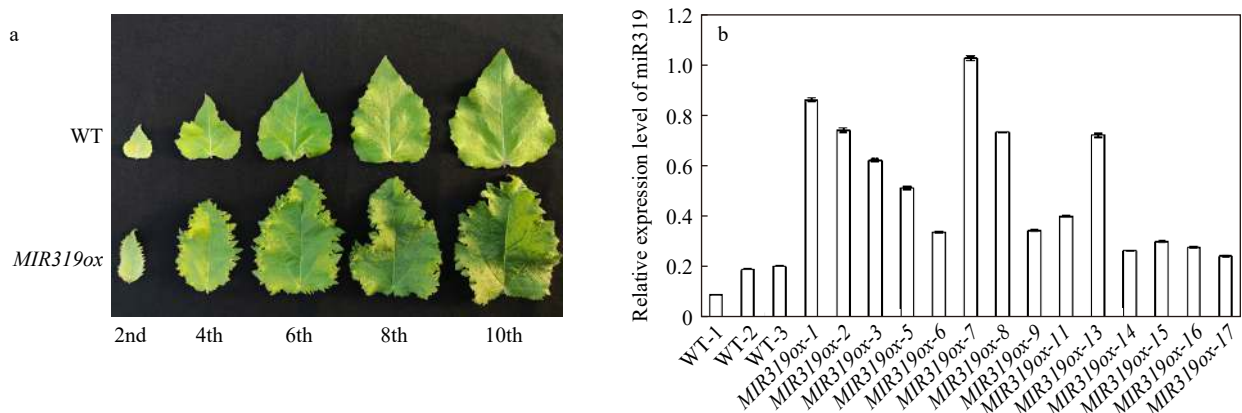 a
WT
MIR319ox
2nd 4th 6th 8th 10th
b
Relative expression level of miR319
1.2
1.0
0.8
0.6
0.4
0.2
0
WT-1
WT-2
WT-3
MIR319ox-1
MIR319ox-2
MIR319ox-3
MIR319ox-5
MIR319ox-6
MIR319ox-7
MIR319ox-8
MIR319ox-9
MIR319ox-11
MIR319ox-13
MIR319ox-14
MIR319ox-15
MIR319ox-16
MIR319ox-17